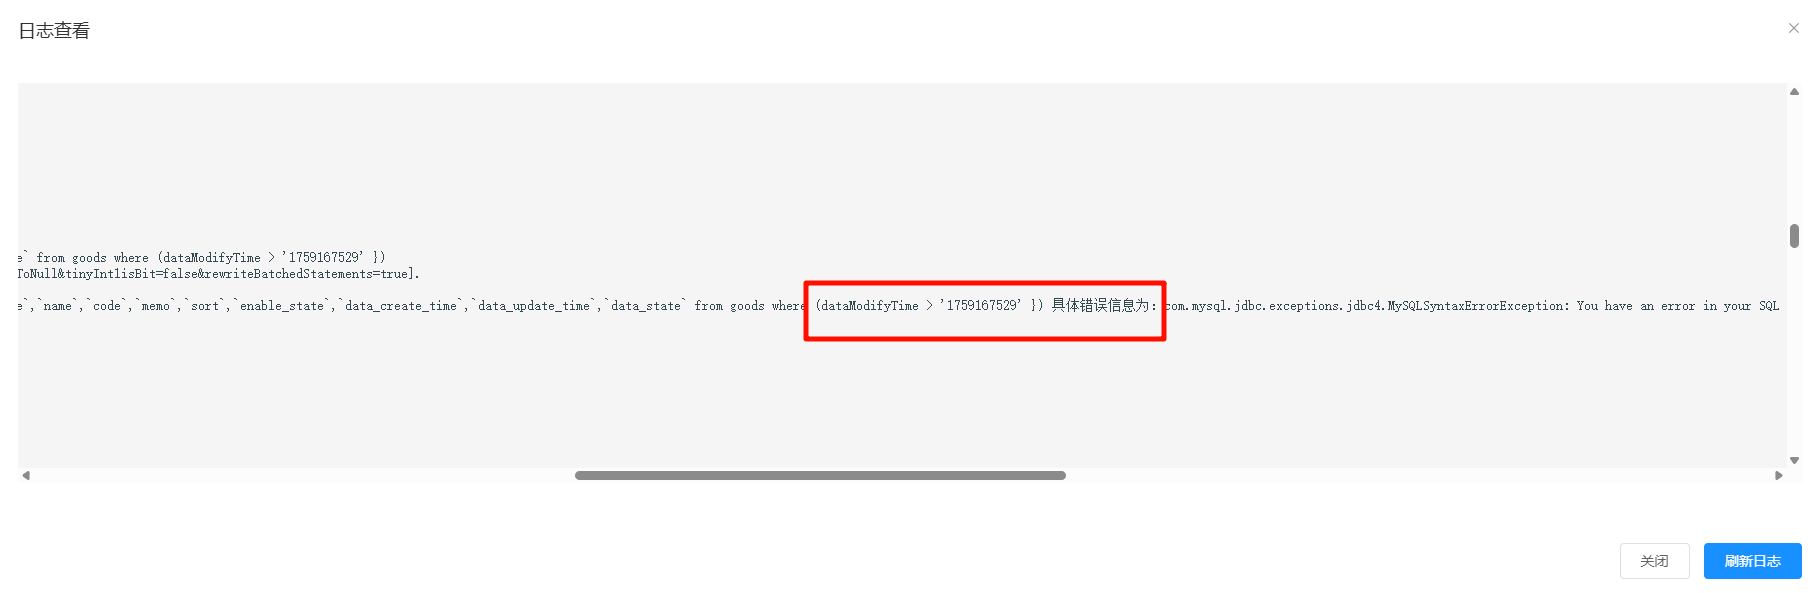 日志查看
e` from goods where (dataModifyTime > '1759167529' })
ToNull&tinyInt1isBit=false&rewriteBatchedStatements=true].
e`,`name`,`code`,`memo`,`sort`,`enable_state`,`data_create_time`,`data_update_time`,`data_state` from goods where (dataModifyTime > '1759167529' }) 具体错误信息为: com.mysql.jdbc.exceptions.jdbc4.MySQLSyntaxErrorException: You have an error in your SQL
关闭
刷新日志